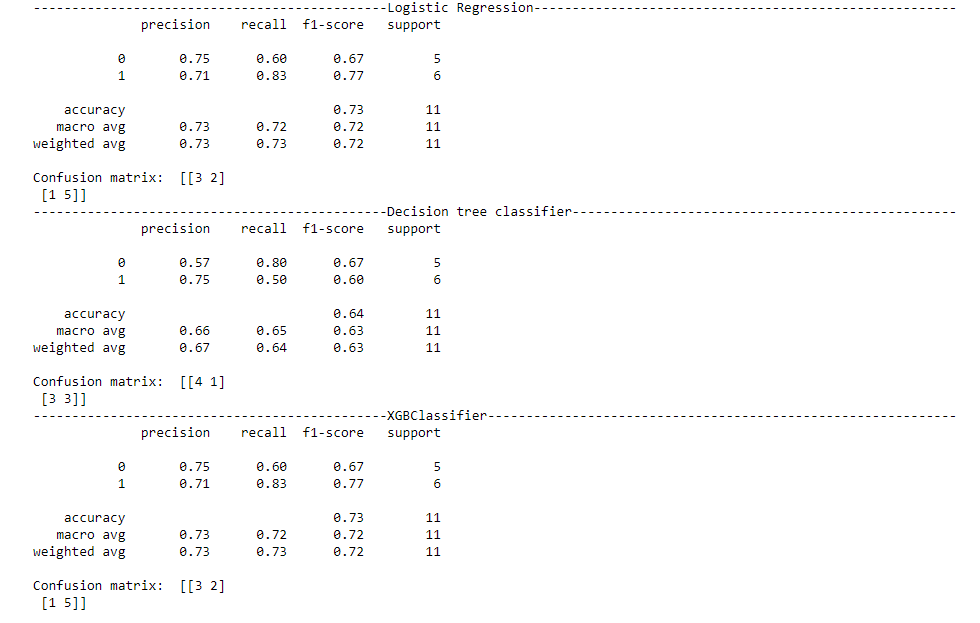 ----------------------------------------------Logistic Regression-------------------------------------------------------
precision recall f1-score support
0 0.75 0.60 0.67 5
1 0.71 0.83 0.77 6
accuracy 0.73 11
macro avg 0.73 0.72 0.72 11
weighted avg 0.73 0.73 0.72 11
Confusion matrix: [[3 2]
[1 5]]
----------------------------------------------Decision tree classifier--------------------------------------------------
precision recall f1-score support
0 0.57 0.80 0.67 5
1 0.75 0.50 0.60 6
accuracy 0.64 11
macro avg 0.66 0.65 0.63 11
weighted avg 0.67 0.64 0.63 11
Confusion matrix: [[4 1]
[3 3]]
----------------------------------------------XGBClassifier-------------------------------------------------------------
precision recall f1-score support
0 0.75 0.60 0.67 5
1 0.71 0.83 0.77 6
accuracy 0.73 11
macro avg 0.73 0.72 0.72 11
weighted avg 0.73 0.73 0.72 11
Confusion matrix: [[3 2]
[1 5]]